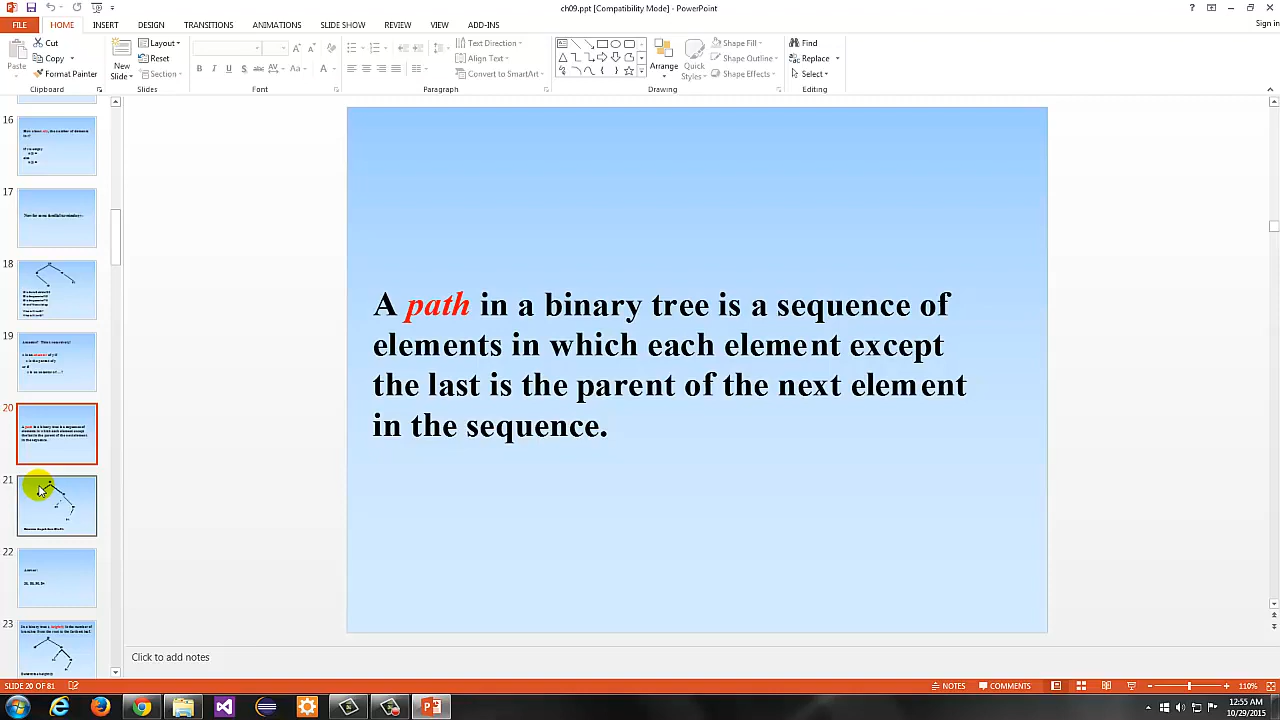 ch09.ppt [Compatibility Mode] - PowerPoint
Sign in
FILE HOME INSERT DESIGN TRANSITIONS ANIMATIONS SLIDE SHOW REVIEW VIEW ADD-INS
Paste
Cut
Copy
Format Painter
Clipboard
New Slide
Layout
Reset
Section
Slides
Font
Text Direction
Align Text
Convert to SmartArt
Paragraph
Arrange
Quick Styles
Shape Fill
Shape Outline
Shape Effects
Drawing
Find
Replace
Select
Editing
16
17
18
19
20
21
22
23
A path in a binary tree is a sequence of
elements in which each element except
the last is the parent of the next element
in the sequence.
Click to add notes
SLIDE 20 OF 81
NOTES
COMMENTS
110%
12:55 AM
10/29/2015